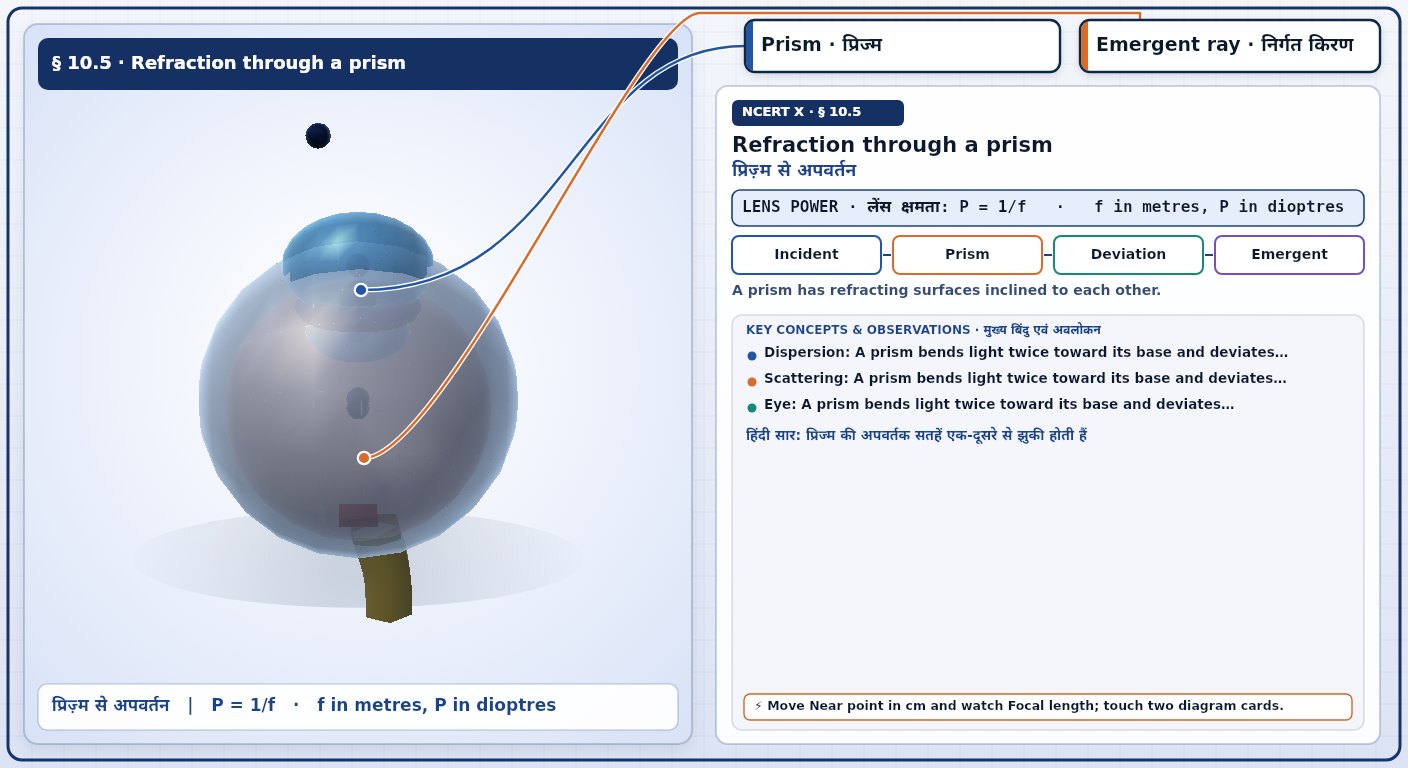 § 10.5 · Refraction through a prism
Prism · प्रिज्म
Emergent ray · निर्गत किरण
NCERT X · § 10.5
Refraction through a prism
प्रिज़्म से अपवर्तन
LENS POWER · लेंस क्षमता: P = 1/f · f in metres, P in dioptres
Incident
Prism
Deviation
Emergent
A prism has refracting surfaces inclined to each other.
KEY CONCEPTS & OBSERVATIONS · मुख्य बिंदु एवं अवलोकन
Dispersion: A prism bends light twice toward its base and deviates…
Scattering: A prism bends light twice toward its base and deviates…
Eye: A prism bends light twice toward its base and deviates…
हिंदी सार: प्रिज्म की अपवर्तक सतहें एक-दूसरे से झुकी होती हैं
⚡ Move Near point in cm and watch Focal length; touch two diagram cards.
प्रिज़्म से अपवर्तन | P = 1/f · f in metres, P in dioptres